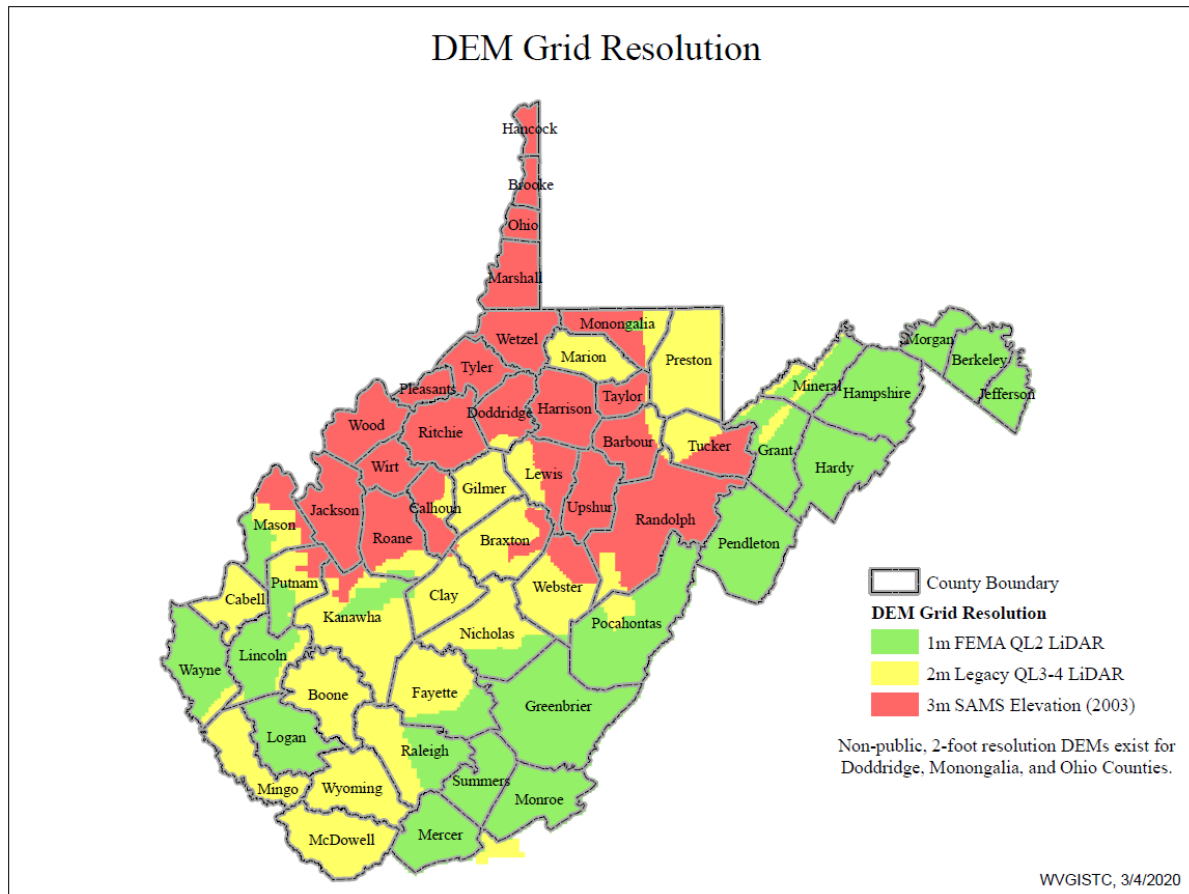 DEM Grid Resolution
Hancock
Brooke
Ohio
Marshall
Wetzel
Monongalia
Marion
Preston
Morgan
Berkeley
Jefferson
Tyler
Mineral
Hampshire
Pleasants
Doddridge
Harrison
Taylor
Wood
Ritchie
Barbour
Tucker
Grant
Hardy
Wirt
Lewis
Gilmer
Calhoun
Upshur
Jackson
Mason
Roane
Braxton
Randolph
Pendleton
Putnam
Cabell
Kanawha
Clay
Webster
Nicholas
Pocahontas
Wayne
Lincoln
Boone
Fayette
Greenbrier
Logan
Raleigh
Summers
Mingo
Wyoming
Monroe
McDowell
Mercer
County Boundary
DEM Grid Resolution
1m FEMA QL2 LiDAR
2m Legacy QL3-4 LiDAR
3m SAMS Elevation (2003)
Non-public, 2-foot resolution DEMs exist for
Doddridge, Monongalia, and Ohio Counties.
WVGISTC, 3/4/2020